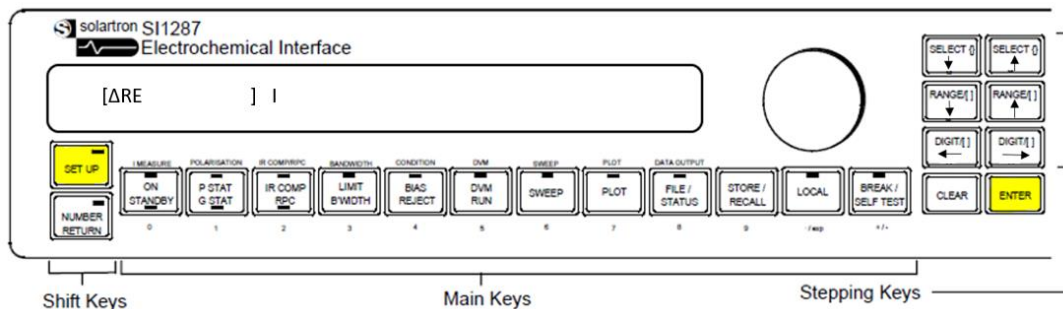 S solartron SI1287
Electrochemical Interface
[ΔRE ] I
SELECT {} SELECT {}
RANGE/[ ] RANGE/[ ]
DIGIT/[ ] DIGIT/[ ]
CLEAR ENTER
SET UP
NUMBER RETURN
I MEASURE POLARISATION IR COMP/RPC BANDWIDTH CONDITION DVM SWEEP PLOT DATA OUTPUT
ON STANDBY
P STAT G STAT
IR COMP RPC
LIMIT B'WIDTH
BIAS REJECT
DVM RUN
SWEEP
PLOT
FILE / STATUS
STORE / RECALL
LOCAL
BREAK / SELF TEST
0 1 2 3 4 5 6 7 8 9 ·/exp +/-
Shift Keys Main Keys Stepping Keys